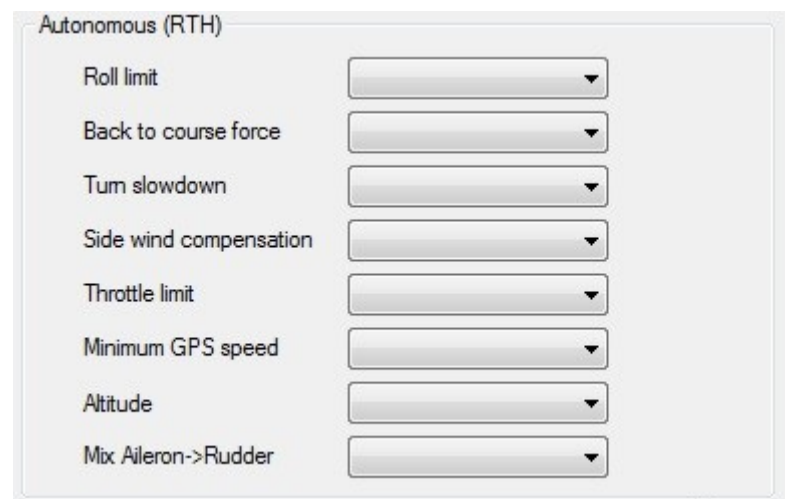 Autonomous (RTH)
Roll limit
Back to course force
Turn slowdown
Side wind compensation
Throttle limit
Minimum GPS speed
Altitude
Mix Aileron->Rudder